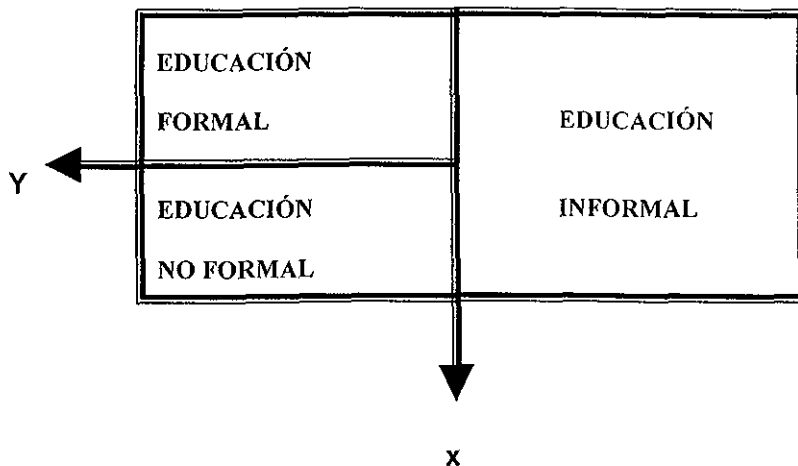 EDUCACIÓN
FORMAL
EDUCACIÓN
INFORMAL
Y
EDUCACIÓN
NO FORMAL
x